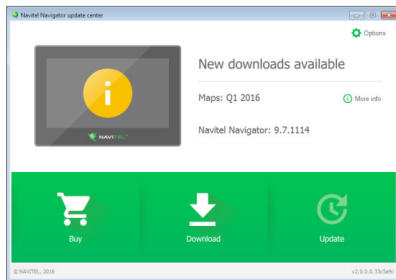 Navitel Navigator update center
Options
New downloads available
Maps: Q1 2016
More info
Navitel Navigator: 9.7.1114
NAVITEL
Buy
Download
Update
© NAVITEL, 2016